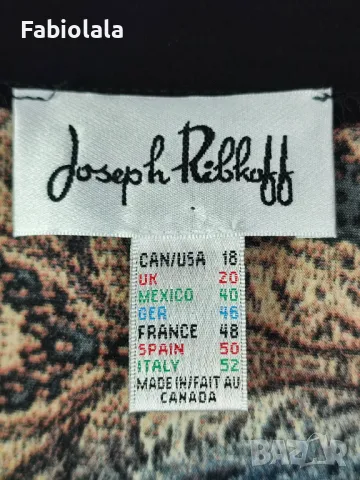 Fabiolala
Joseph Ribkoff
CAN/USA 18
UK 20
MEXICO 40
GER 46
FRANCE 48
SPAIN 50
ITALY 52
MADE IN/FAIT AU
CANADA
BAZAR